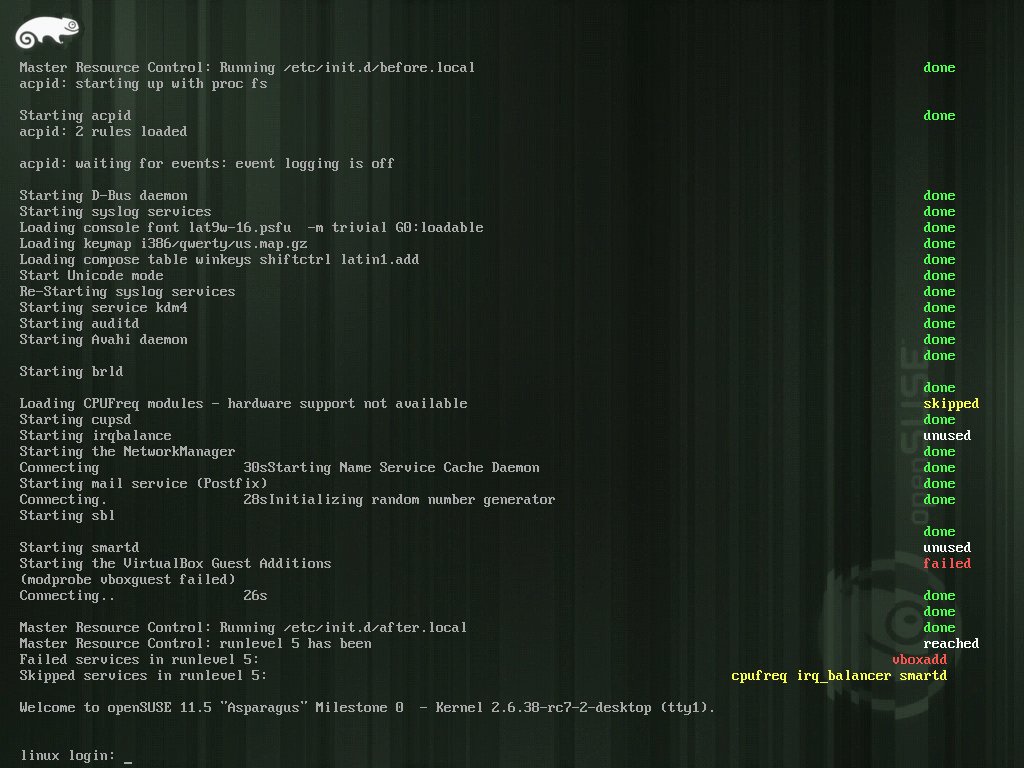 Master Resource Control: Running /etc/init.d/before.local done
acpid: starting up with proc fs
Starting acpid done
acpid: 2 rules loaded
acpid: waiting for events: event logging is off
Starting D-Bus daemon done
Starting syslog services done
Loading console font lat9w-16.psfu  -m trivial G0:loadable done
Loading keymap i386/qwerty/us.map.gz done
Loading compose table winkeys shiftctrl latin1.add done
Start Unicode mode done
Re-Starting syslog services done
Starting service kdm4 done
Starting auditd done
Starting Avahi daemon done
done
Starting brld
done
Loading CPUFreq modules - hardware support not available skipped
Starting cupsd done
Starting irqbalance unused
Starting the NetworkManager done
Connecting 30sStarting Name Service Cache Daemon done
Starting mail service (Postfix) done
Connecting. 28sInitializing random number generator done
Starting sbl
done
Starting smartd unused
Starting the VirtualBox Guest Additions failed
(modprobe vboxguest failed)
Connecting.. 26s done
done
Master Resource Control: Running /etc/init.d/after.local done
Master Resource Control: runlevel 5 has been reached
Failed services in runlevel 5: vboxadd
Skipped services in runlevel 5: cpufreq irq_balancer smartd
Welcome to openSUSE 11.5 "Asparagus" Milestone 0  - Kernel 2.6.38-rc7-2-desktop (tty1).
linux login: _
openSUSE